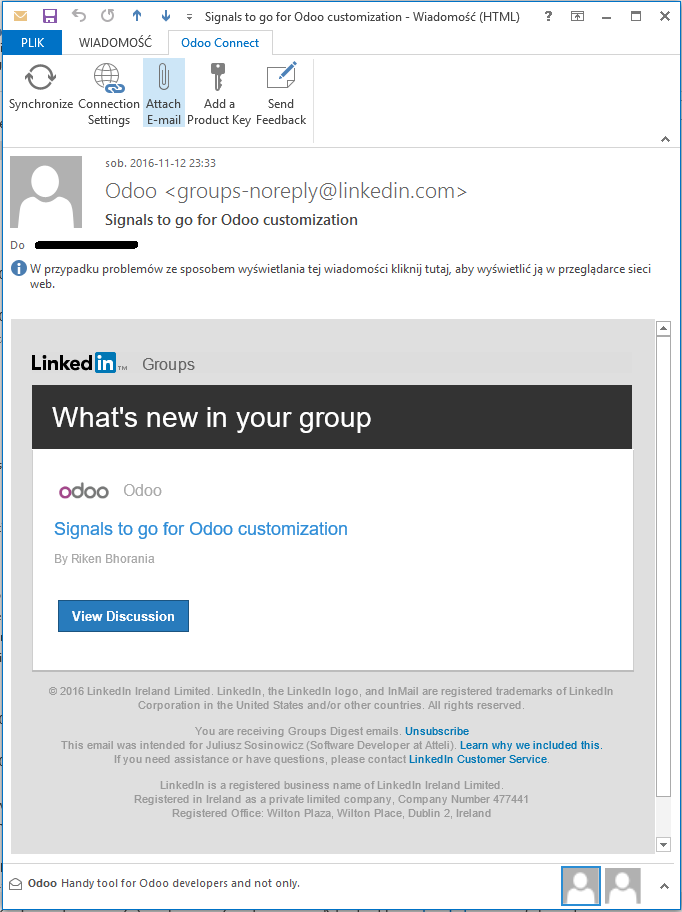 Signals to go for Odoo customization - Wiadomość (HTML) ?
PLIK WIADOMOŚĆ Odoo Connect
Synchronize Connection Settings Attach E-mail Add a Product Key Send Feedback
sob. 2016-11-12 23:33
Odoo <groups-noreply@linkedin.com>
Signals to go for Odoo customization
Do
W przypadku problemów ze sposobem wyświetlania tej wiadomości kliknij tutaj, aby wyświetlić ją w przeglądarce sieci
web.
Linked in™ Groups
What's new in your group
odoo Odoo
Signals to go for Odoo customization
By Riken Bhorania
View Discussion
© 2016 LinkedIn Ireland Limited. LinkedIn, the LinkedIn logo, and InMail are registered trademarks of LinkedIn
Corporation in the United States and/or other countries. All rights reserved.
You are receiving Groups Digest emails. Unsubscribe
This email was intended for Juliusz Sosinowicz (Software Developer at Atteli). Learn why we included this.
If you need assistance or have questions, please contact LinkedIn Customer Service.
LinkedIn is a registered business name of LinkedIn Ireland Limited.
Registered in Ireland as a private limited company, Company Number 477441
Registered Office: Wilton Plaza, Wilton Place, Dublin 2, Ireland
Odoo Handy tool for Odoo developers and not only.